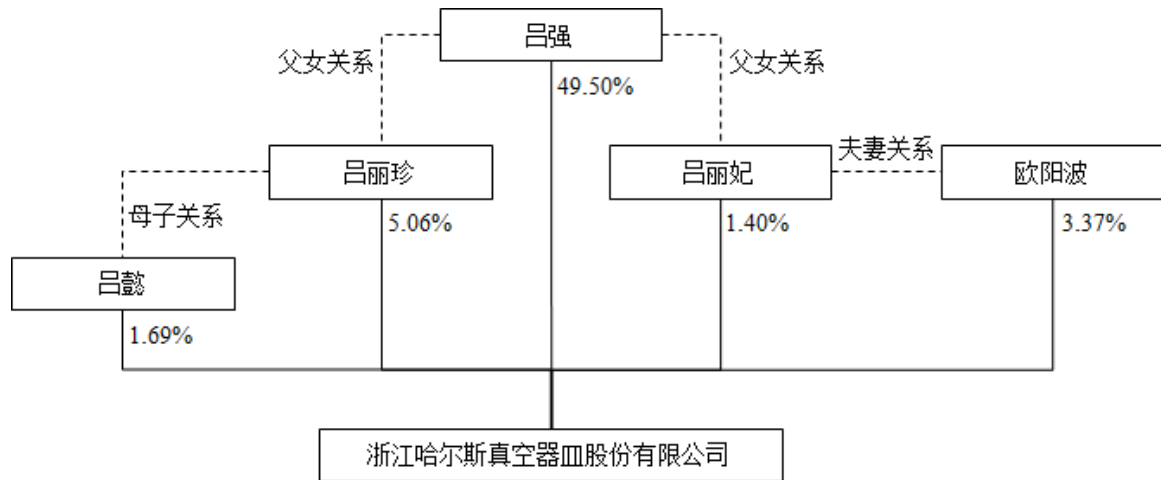 吕强
父女关系
父女关系
49.50%
吕丽珍
吕丽妃
夫妻关系
欧阳波
母子关系
5.06%
1.40%
3.37%
吕懿
1.69%
浙江哈尔斯真空器皿股份有限公司